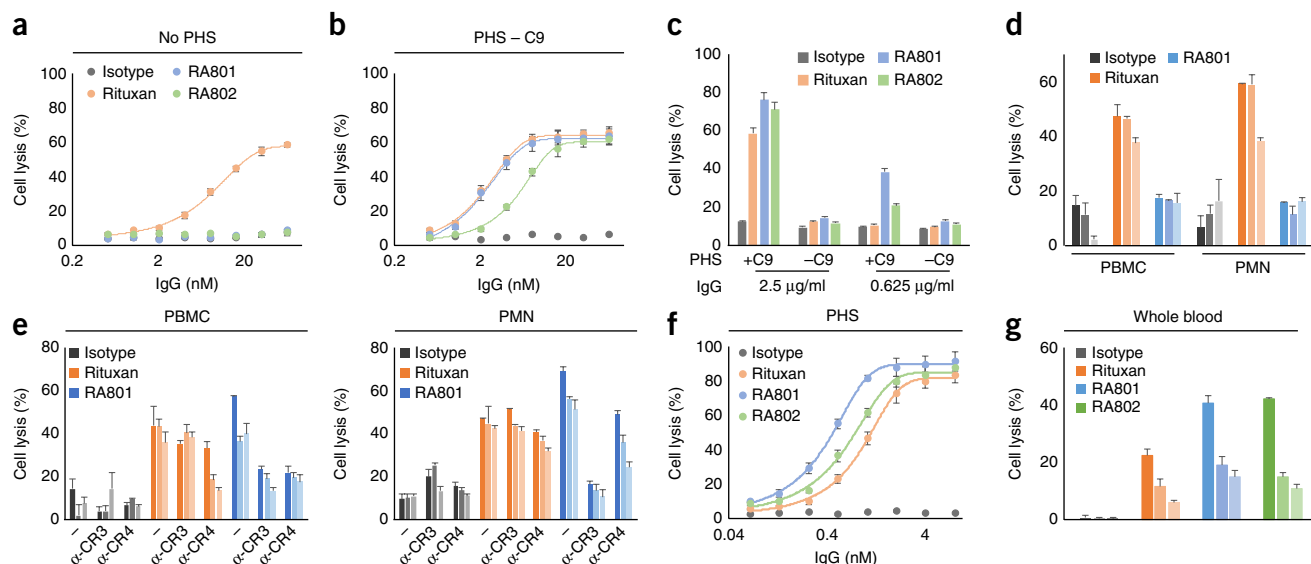 a
No PHS
Isotype
Rituxan
RA801
RA802
Cell lysis (%)
100
80
60
40
20
0
0.2
2
20
IgG (nM)
b
PHS – C9
Cell lysis (%)
100
80
60
40
20
0
0.2
2
20
IgG (nM)
c
Isotype
Rituxan
RA801
RA802
Cell lysis (%)
100
80
60
40
20
0
PHS
+C9
–C9
+C9
–C9
IgG
2.5 μg/ml
0.625 μg/ml
d
Isotype
Rituxan
RA801
Cell lysis (%)
60
40
20
0
PBMC
PMN
e
PBMC
Isotype
Rituxan
RA801
Cell lysis (%)
80
60
40
20
0
–
α-CR3
α-CR4
–
α-CR3
α-CR4
–
α-CR3
α-CR4
PMN
Isotype
Rituxan
RA801
Cell lysis (%)
80
60
40
20
0
–
α-CR3
α-CR4
–
α-CR3
α-CR4
–
α-CR3
α-CR4
f
PHS
Isotype
Rituxan
RA801
RA802
Cell lysis (%)
100
80
60
40
20
0
0.04
0.4
4
IgG (nM)
g
Whole blood
Isotype
Rituxan
RA801
RA802
Cell lysis (%)
60
40
20
0